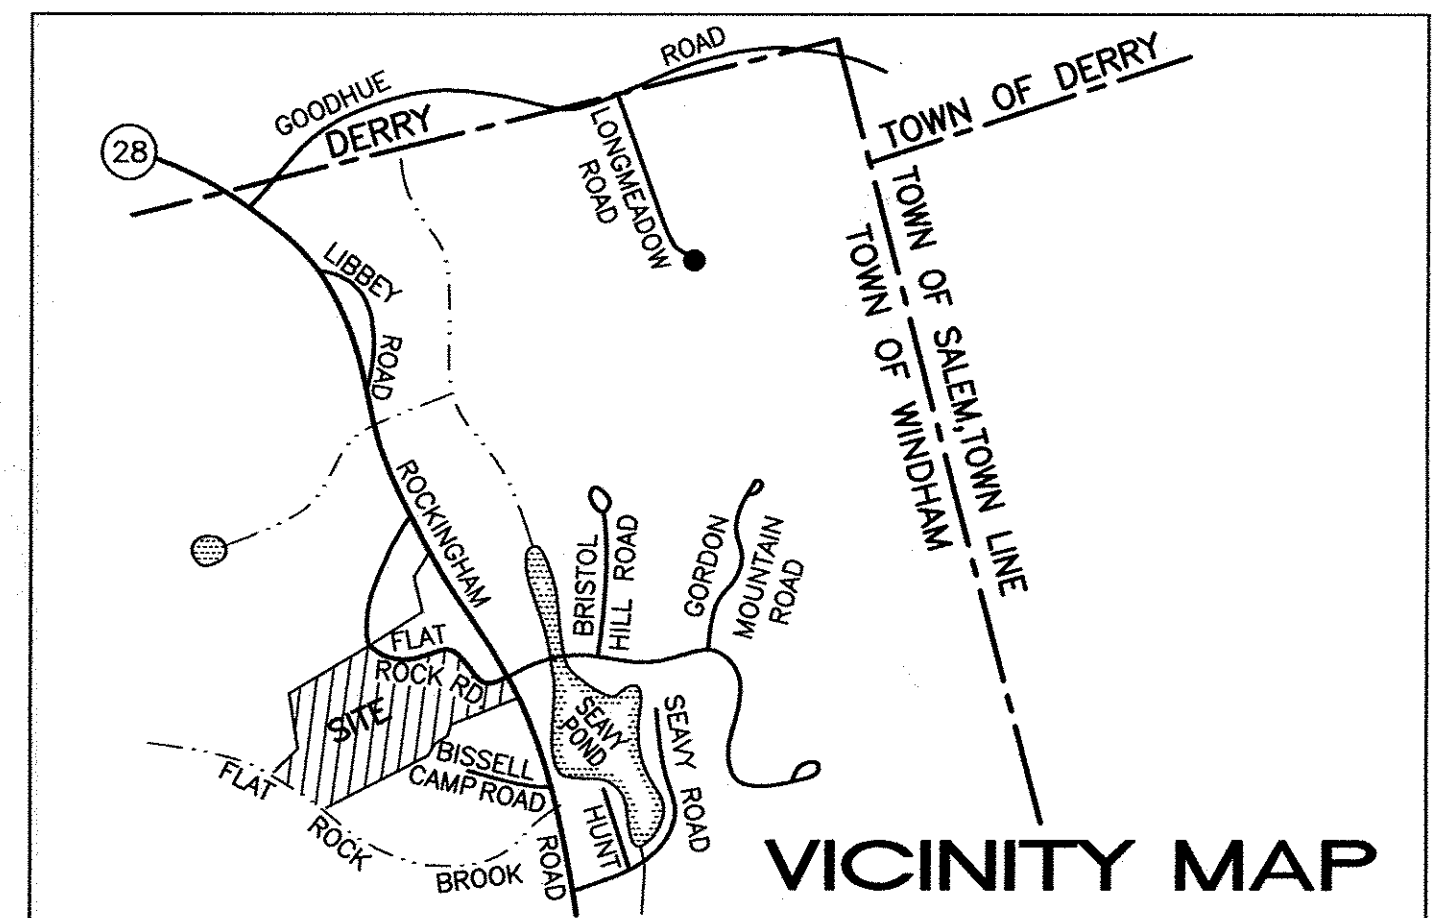 GOODHUE
ROAD
DERRY
28
TOWN OF DERRY
LONGMEADOW
ROAD
TOWN OF SALEM, TOWN LINE
TOWN OF WINDHAM
LIBBEY
ROAD
ROCKINGHAM
BRISTOL
HILL ROAD
GORDON
MOUNTAIN
ROAD
FLAT
ROCK RD
SITE
SEAVY
POND
SEAVY ROAD
BISSELL
CAMP ROAD
HUNT
FLAT
ROCK
BROOK
ROAD
VICINITY MAP